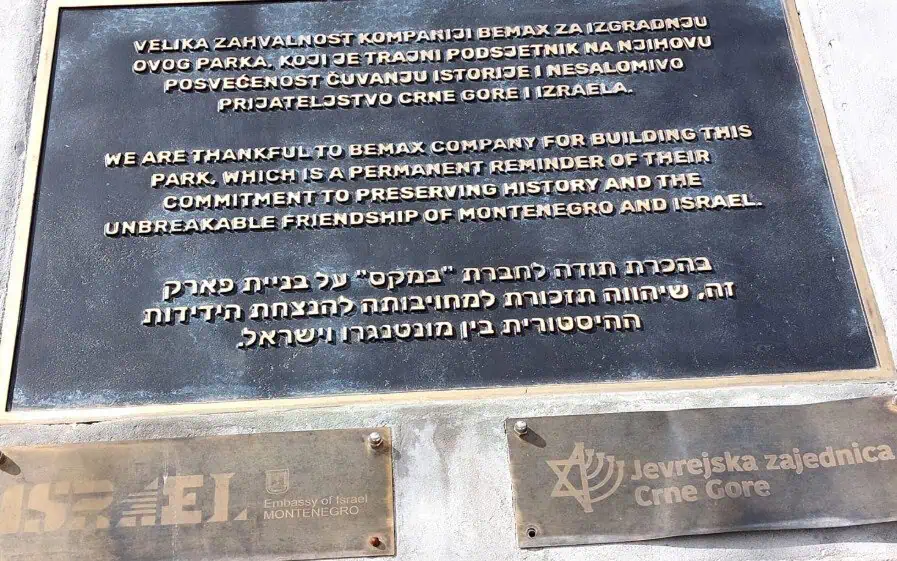 VELIKA ZAHVALNOST KOMPANIJI BEMAX ZA IZGRADNJU
OVOG PARKA, KOJI JE TRAJNI PODSJETNIK NA NJIHOVU
POSVEĆENOST ČUVANJU ISTORIJE I NESALOMIVO
PRIJATELJSTVO CRNE GORE I IZRAELA.
WE ARE THANKFUL TO BEMAX COMPANY FOR BUILDING THIS
PARK, WHICH IS A PERMANENT REMINDER OF THEIR
COMMITMENT TO PRESERVING HISTORY AND THE
UNBREAKABLE FRIENDSHIP OF MONTENEGRO AND ISRAEL.
בהכרת תודה לחברת "במקס" על בניית פארק
זה, שיהווה תזכורת למחויבותה להנצחת הידידות
ההיסטורית בין מונטנגרו וישראל.
ISRAEL
Embassy of Israel
MONTENEGRO
Jevrejska zajednica
Crne Gore